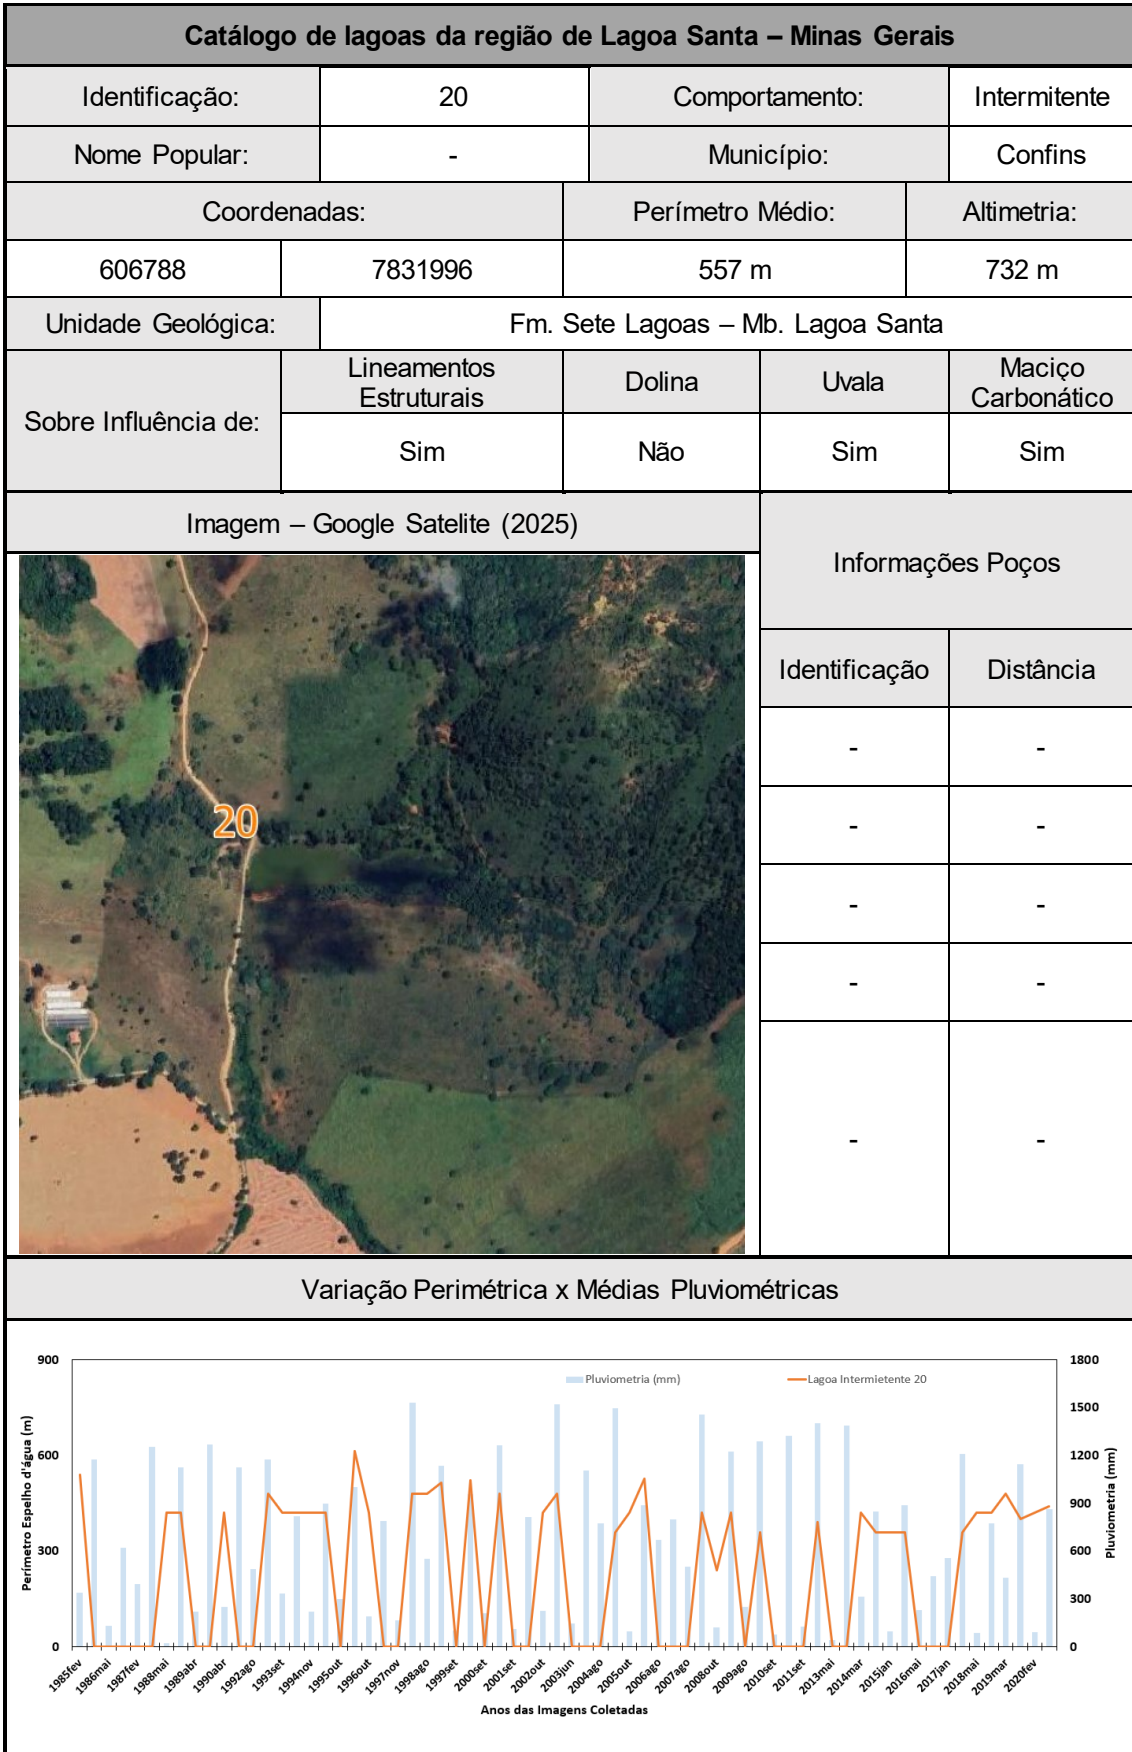 Catálogo de lagoas da região de Lagoa Santa – Minas Gerais
Identificação: 20 Comportamento: Intermitente
Nome Popular: - Município: Confins
Coordenadas: Perímetro Médio: Altimetria:
606788 7831996 557 m 732 m
Unidade Geológica: Fm. Sete Lagoas – Mb. Lagoa Santa
Sobre Influência de:
Lineamentos
Estruturais
Dolina
Uvala
Maciço
Carbonático
Sim Não Sim Sim
Imagem – Google Satelite (2025)
20
Informações Poços
Identificação Distância
- -
- -
- -
- -
- -
Variação Perimétrica x Médias Pluviométricas
Pluviometria (mm) Lagoa Intermietente 20
Perímetro Espelho d'água (m)
900
600
300
0
1800
1500
1200
900
600
300
0
Pluviometria (mm)
1985fev 1986mai 1987fev 1988mai 1989abr 1990abr 1992ago 1993set 1994nov 1995out 1996out 1997nov 1998ago 1999set 2000set 2001set 2002out 2003jun 2004ago 2005out 2006ago 2007ago 2008out 2009ago 2010set 2011set 2013mai 2014mar 2015jan 2016mai 2017jan 2018mai 2019mar 2020fev
Anos das Imagens Coletadas